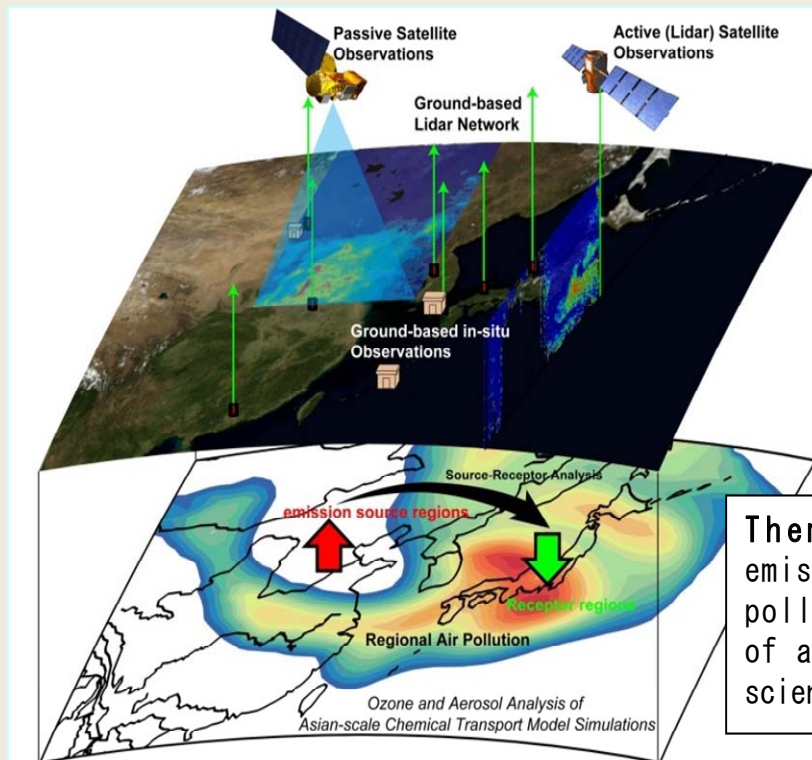 Passive Satellite
Observations
Active (Lidar) Satellite
Observations
Ground-based
Lidar Network
Ground-based in-situ
Observations
Source-Receptor Analysis
emission source regions
Receptor regions
Regional Air Pollution
Ozone and Aerosol Analysis of
Asian-scale Chemical Transport Model Simulations
emis
poll
of a
scien